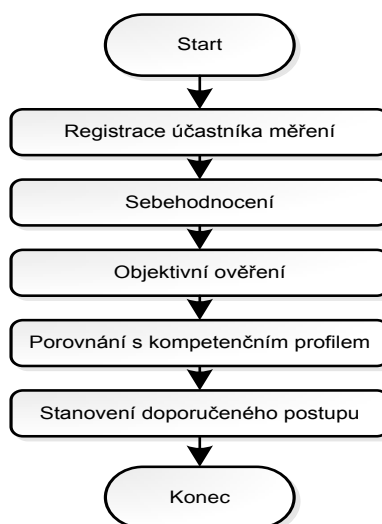 Start
Registrace účastníka měření
Sebehodnocení
Objektivní ověření
Porovnání s kompetenčním profilem
Stanovení doporučeného postupu
Konec